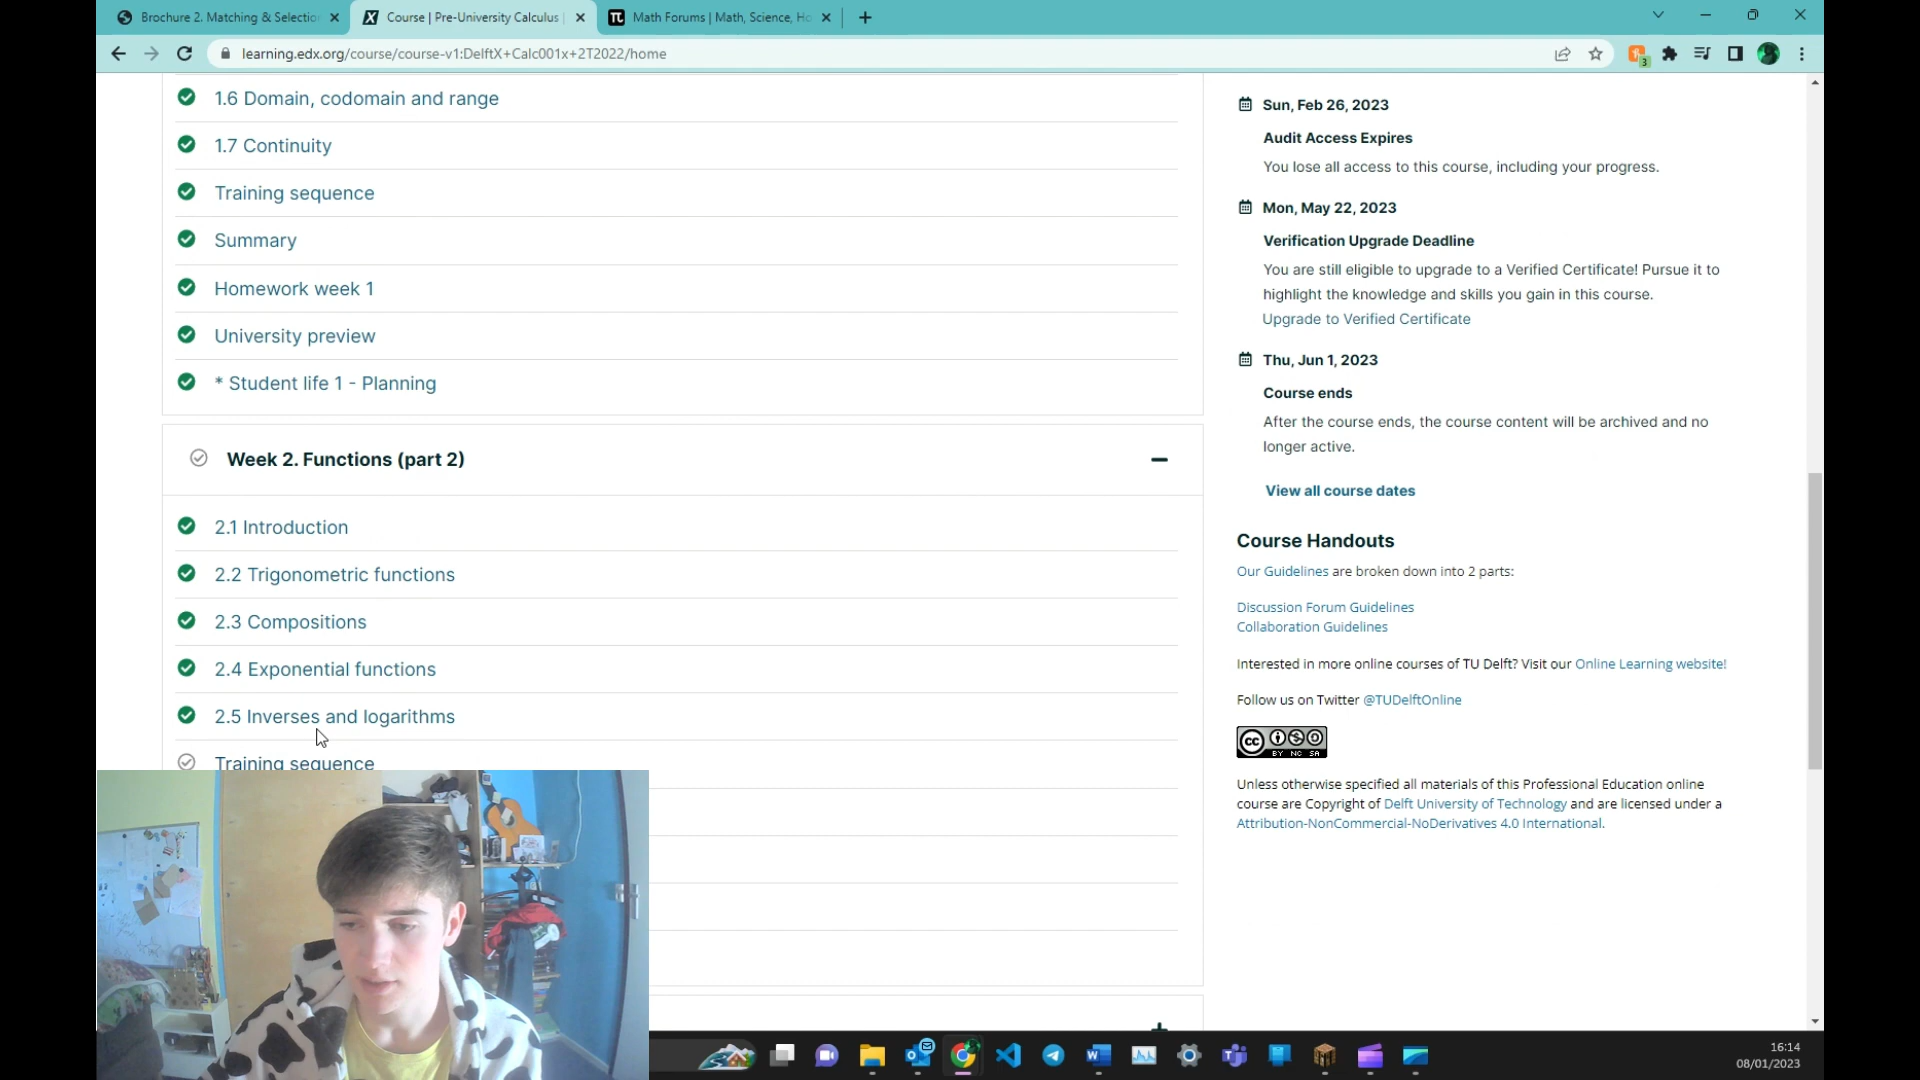 Brochure 2. Matching & Selectio
Course | Pre-University Calculus |
Math Forums | Math, Science, Ho
learning.edx.org/course/course-v1:DelftX+Calc001x+2T2022/home
3
1.6 Domain, codomain and range
1.7 Continuity
Training sequence
Summary
Homework week 1
University preview
* Student life 1 - Planning
Week 2. Functions (part 2)
2.1 Introduction
2.2 Trigonometric functions
2.3 Compositions
2.4 Exponential functions
2.5 Inverses and logarithms
Training sequence
Sun, Feb 26, 2023
Audit Access Expires
You lose all access to this course, including your progress.
Mon, May 22, 2023
Verification Upgrade Deadline
You are still eligible to upgrade to a Verified Certificate! Pursue it to
highlight the knowledge and skills you gain in this course.
Upgrade to Verified Certificate
Thu, Jun 1, 2023
Course ends
After the course ends, the course content will be archived and no
longer active.
View all course dates
Course Handouts
Our Guidelines are broken down into 2 parts:
Discussion Forum Guidelines
Collaboration Guidelines
Interested in more online courses of TU Delft? Visit our Online Learning website!
Follow us on Twitter @TUDelftOnline
cc
BY NC SA
Unless otherwise specified all materials of this Professional Education online
course are Copyright of Delft University of Technology and are licensed under a
Attribution-NonCommercial-NoDerivatives 4.0 International.
16:14
08/01/2023